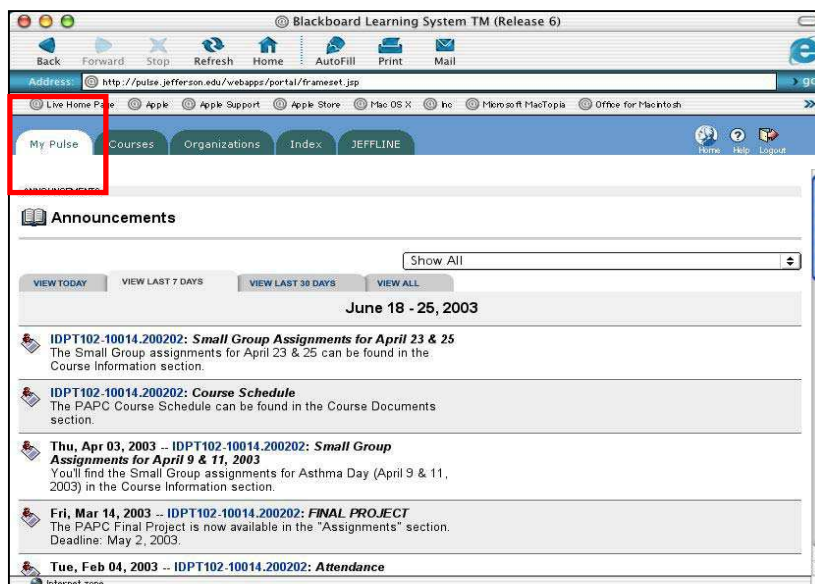 Blackboard Learning System TM (Release 6)
Back Forward Stop Refresh Home AutoFill Print Mail
Address: http://pulse.jefferson.edu/webapps/portal/frameset.jsp go
Live Home Page Apple Apple Support Apple Store Mac OS X Microsoft MacTopia Office for Macintosh »
My Pulse Courses Organizations Index JEFFLINE Home Help Logout
ANNOUNCEMENTS
Announcements
Show All
VIEW TODAY VIEW LAST 7 DAYS VIEW LAST 30 DAYS VIEW ALL
June 18 - 25, 2003
IDPT102-10014.200202: Small Group Assignments for April 23 & 25
The Small Group assignments for April 23 & 25 can be found in the
Course Information section.
IDPT102-10014.200202: Course Schedule
The PAPC Course Schedule can be found in the Course Documents
section.
Thu, Apr 03, 2003 -- IDPT102-10014.200202: Small Group
Assignments for April 9 & 11, 2003
You'll find the Small Group assignments for Asthma Day (April 9 & 11,
2003) in the Course Information section.
Fri, Mar 14, 2003 -- IDPT102-10014.200202: FINAL PROJECT
The PAPC Final Project is now available in the "Assignments" section.
Deadline: May 2, 2003.
Tue, Feb 04, 2003 -- IDPT102-10014.200202: Attendance
Internet zone